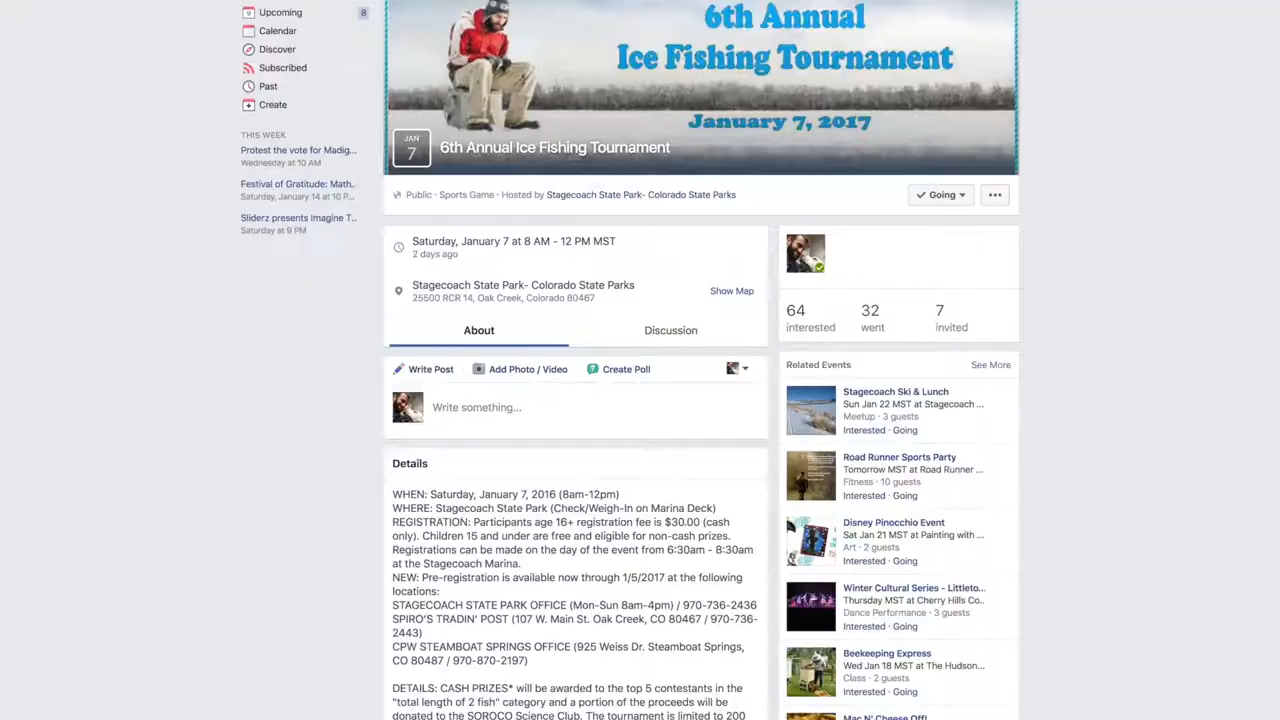 Upcoming 8
Calendar
Discover
Subscribed
Past
Create
THIS WEEK
Protest the vote for Madig...
Wednesday at 10 AM
Festival of Gratitude: Math..
Saturday, January 14 at 10 P...
Sliderz presents Imagine T..
Saturday at 9 PM
6th Annual
Ice Fishing Tournament
January 7, 2017
JAN
7
6th Annual Ice Fishing Tournament
Public · Sports Game · Hosted by Stagecoach State Park- Colorado State Parks
Going
Saturday, January 7 at 8 AM - 12 PM MST
2 days ago
Stagecoach State Park- Colorado State Parks
25500 RCR 14, Oak Creek, Colorado 80467
Show Map
About Discussion
Write Post Add Photo / Video Create Poll
Write something...
Details
WHEN: Saturday, January 7, 2016 (8am-12pm)
WHERE: Stagecoach State Park (Check/Weigh-In on Marina Deck)
REGISTRATION: Participants age 16+ registration fee is $30.00 (cash
only). Children 15 and under are free and eligible for non-cash prizes.
Registrations can be made on the day of the event from 6:30am - 8:30am
at the Stagecoach Marina.
NEW: Pre-registration is available now through 1/5/2017 at the following
locations:
STAGECOACH STATE PARK OFFICE (Mon-Sun 8am-4pm) / 970-736-2436
SPIRO'S TRADIN' POST (107 W. Main St. Oak Creek, CO 80467 / 970-736-
2443)
CPW STEAMBOAT SPRINGS OFFICE (925 Weiss Dr. Steamboat Springs,
CO 80487 / 970-870-2197)
DETAILS: CASH PRIZES* will be awarded to the top 5 contestants in the
"total length of 2 fish" category and a portion of the proceeds will be
donated to the SOROCO Science Club. The tournament is limited to 200
64 32 7
interested went invited
Related Events See More
Stagecoach Ski & Lunch
Sun Jan 22 MST at Stagecoach ...
Meetup · 3 guests
Interested · Going
Road Runner Sports Party
Tomorrow MST at Road Runner ...
Fitness · 10 guests
Interested · Going
Disney Pinocchio Event
Sat Jan 21 MST at Painting with ...
Art · 2 guests
Interested · Going
Winter Cultural Series - Littleto...
Thursday MST at Cherry Hills Co..
Dance Performance · 3 guests
Interested · Going
Beekeeping Express
Wed Jan 18 MST at The Hudson...
Class · 2 guests
Interested · Going
Mac N' Cheese Off!